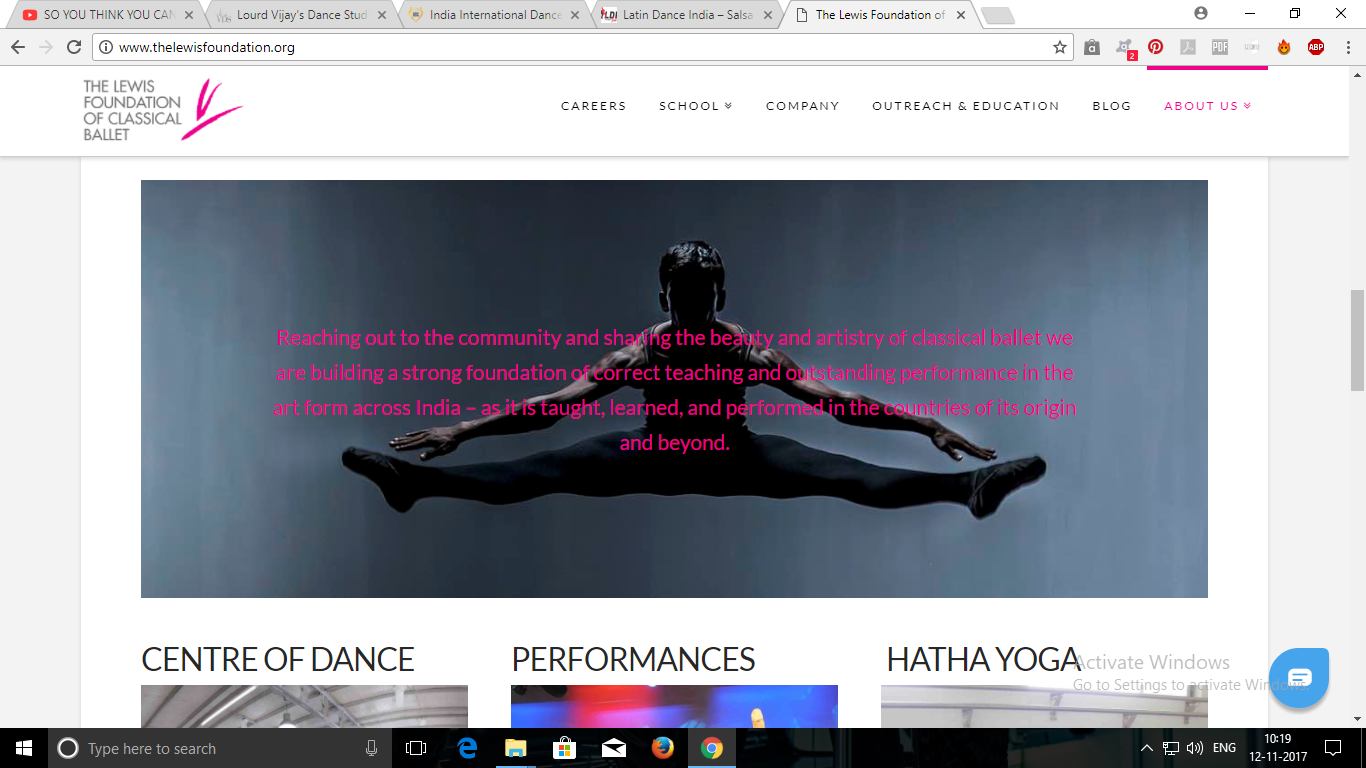 SO YOU THINK YOU CAN
Lourd Vijay's Dance Stud
India International Dance
Latin Dance India – Salsa
The Lewis Foundation of
www.thelewisfoundation.org
2
PDF
ABP
THE LEWIS
FOUNDATION
OF CLASSICAL
BALLET
CAREERS
SCHOOL
COMPANY
OUTREACH & EDUCATION
BLOG
ABOUT US
Reaching out to the community and sharing the beauty and artistry of classical ballet we
are building a strong foundation of correct teaching and outstanding performance in the
art form across India – as it is taught, learned, and performed in the countries of its origin
and beyond.
CENTRE OF DANCE
PERFORMANCES
HATHA YOGA
Activate Windows
Go to Settings to activate Windows.
Type here to search
ENG
10:19
12-11-2017